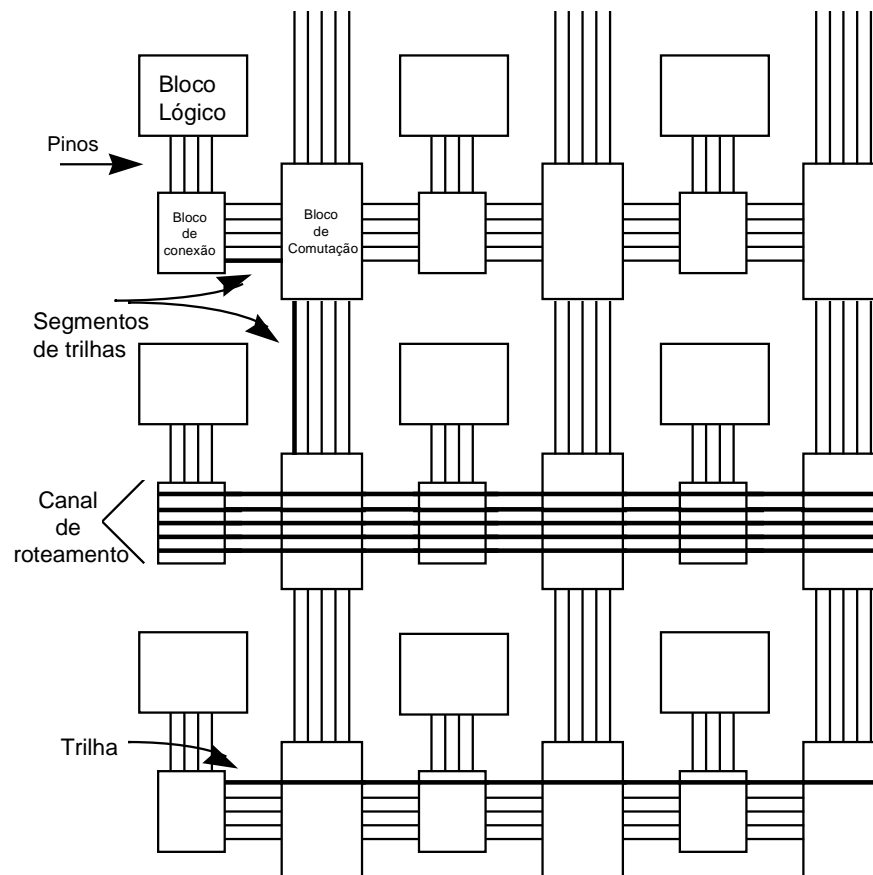 Bloco
Lógico
Pinos
Bloco
de
conexão
Bloco
de
Comutação
Segmentos
de trilhas
Canal
de
roteamento
Trilha